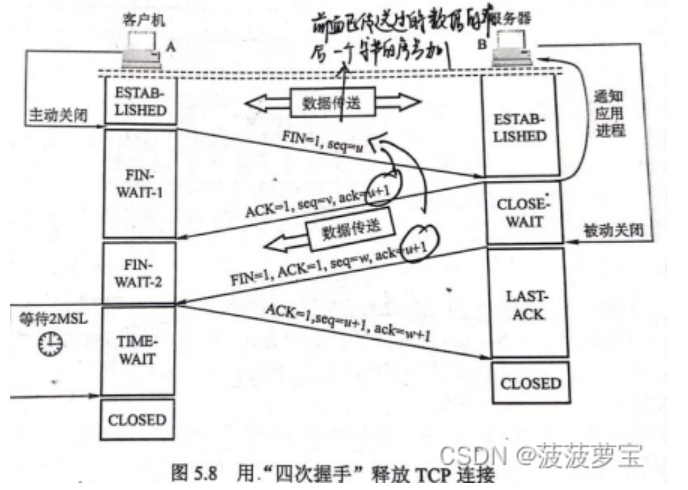 客户机
A
前面已传送过的数据的最
后一个字节的序号加1
服务器
B
ESTAB-
LISHED
数据传送
ESTAB-
LISHED
通知
应用
进程
主动关闭
FIN=1, seq=u
FIN-
WAIT-1
ACK=1, seq=v, ack=u+1
CLOSE-
WAIT
数据传送
被动关闭
FIN-
WAIT-2
FIN=1, ACK=1, seq=w, ack=u+1
等待2MSL
ACK=1,seq=u+1, ack=w+1
LAST-
ACK
TIME-
WAIT
CLOSED
CLOSED
CSDN @菠菠萝宝
图 5.8 用“四次握手”释放 TCP 连接